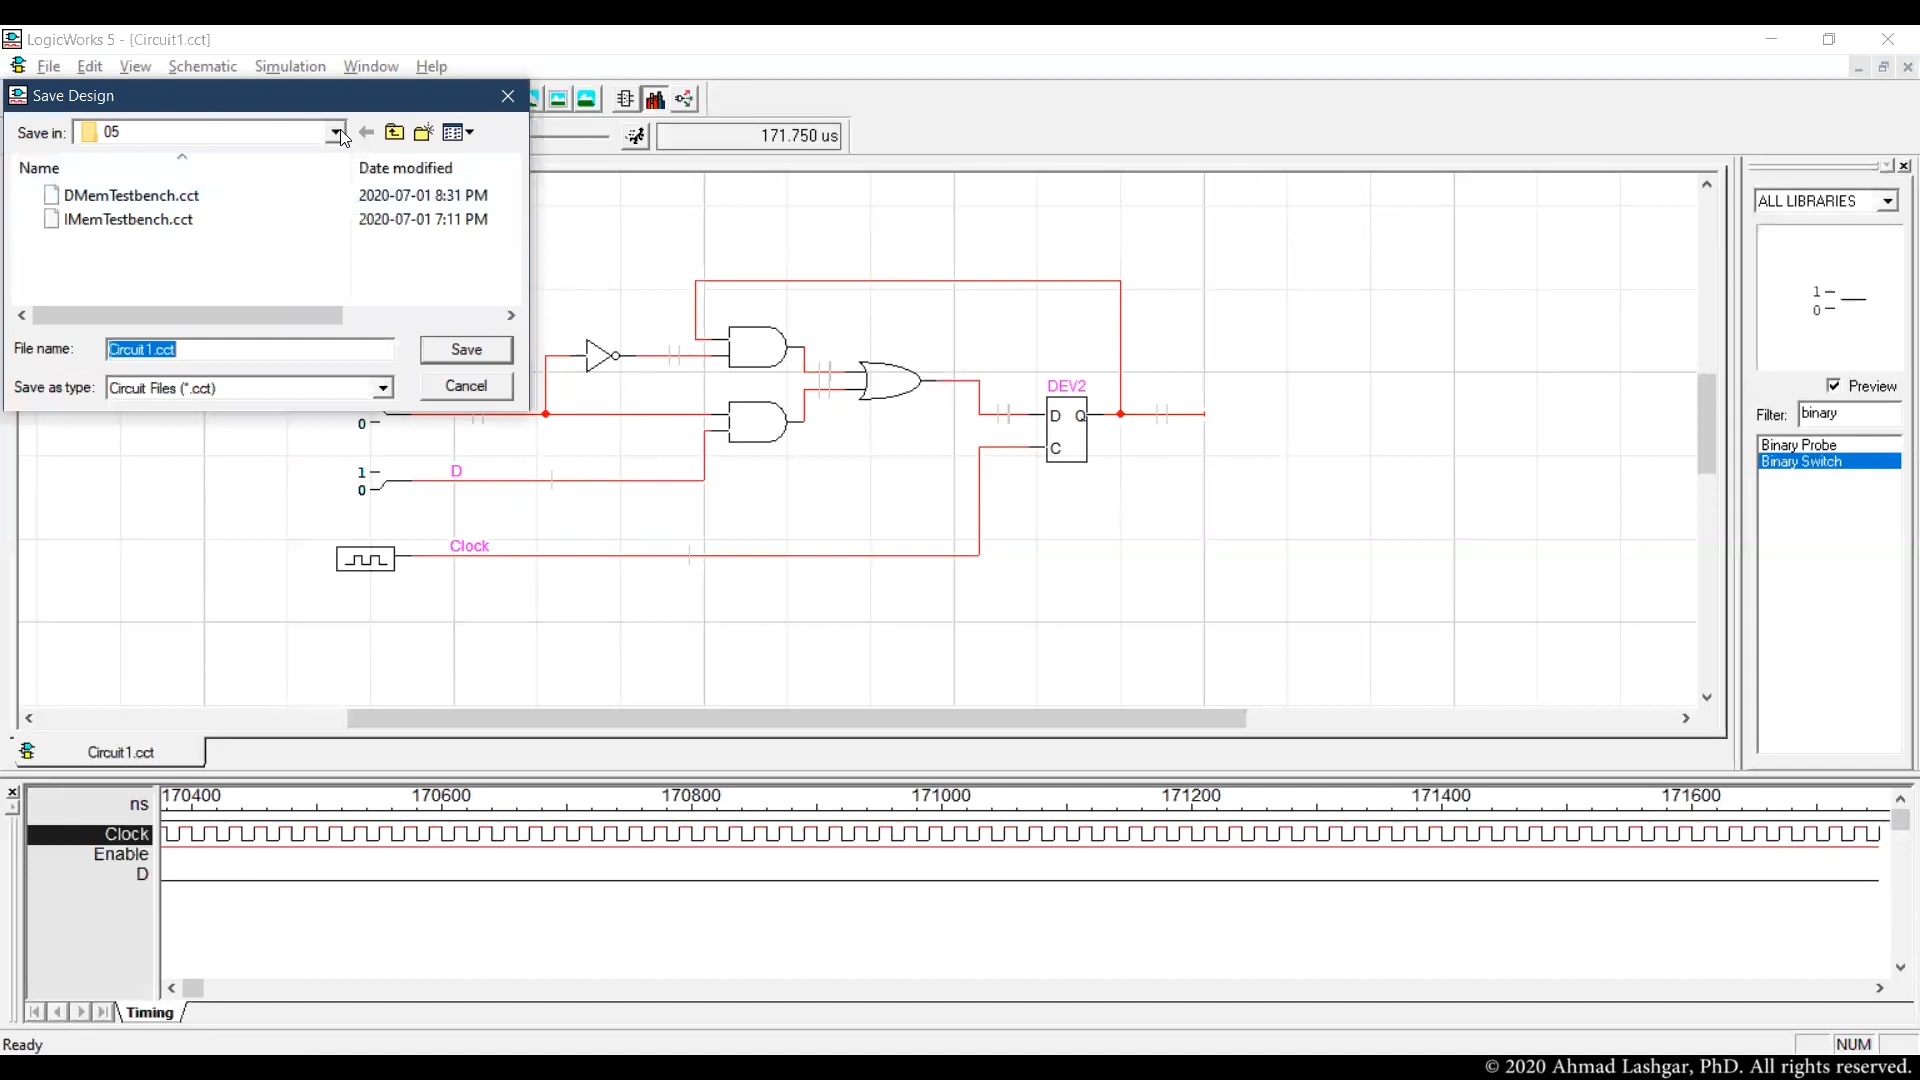 LogicWorks 5 - [Circuit1.cct]
File Edit View Schematic Simulation Window Help
Save Design
Save in: 05
171.750 us
Name Date modified
DMemTestbench.cct 2020-07-01 8:31 PM
IMemTestbench.cct 2020-07-01 7:11 PM
File name: Circuit1.cct Save
Save as type: Circuit Files (*.cct) Cancel
ALL LIBRARIES
1
0
Preview
Filter: binary
Binary Probe
Binary Switch
DEV2
D Q
C
0
1 D
0
Clock
Circuit1.cct
ns 170400 170600 170800 171000 171200 171400 171600
Clock
Enable
D
Timing
Ready NUM
© 2020 Ahmad Lashgar, PhD. All rights reserved.